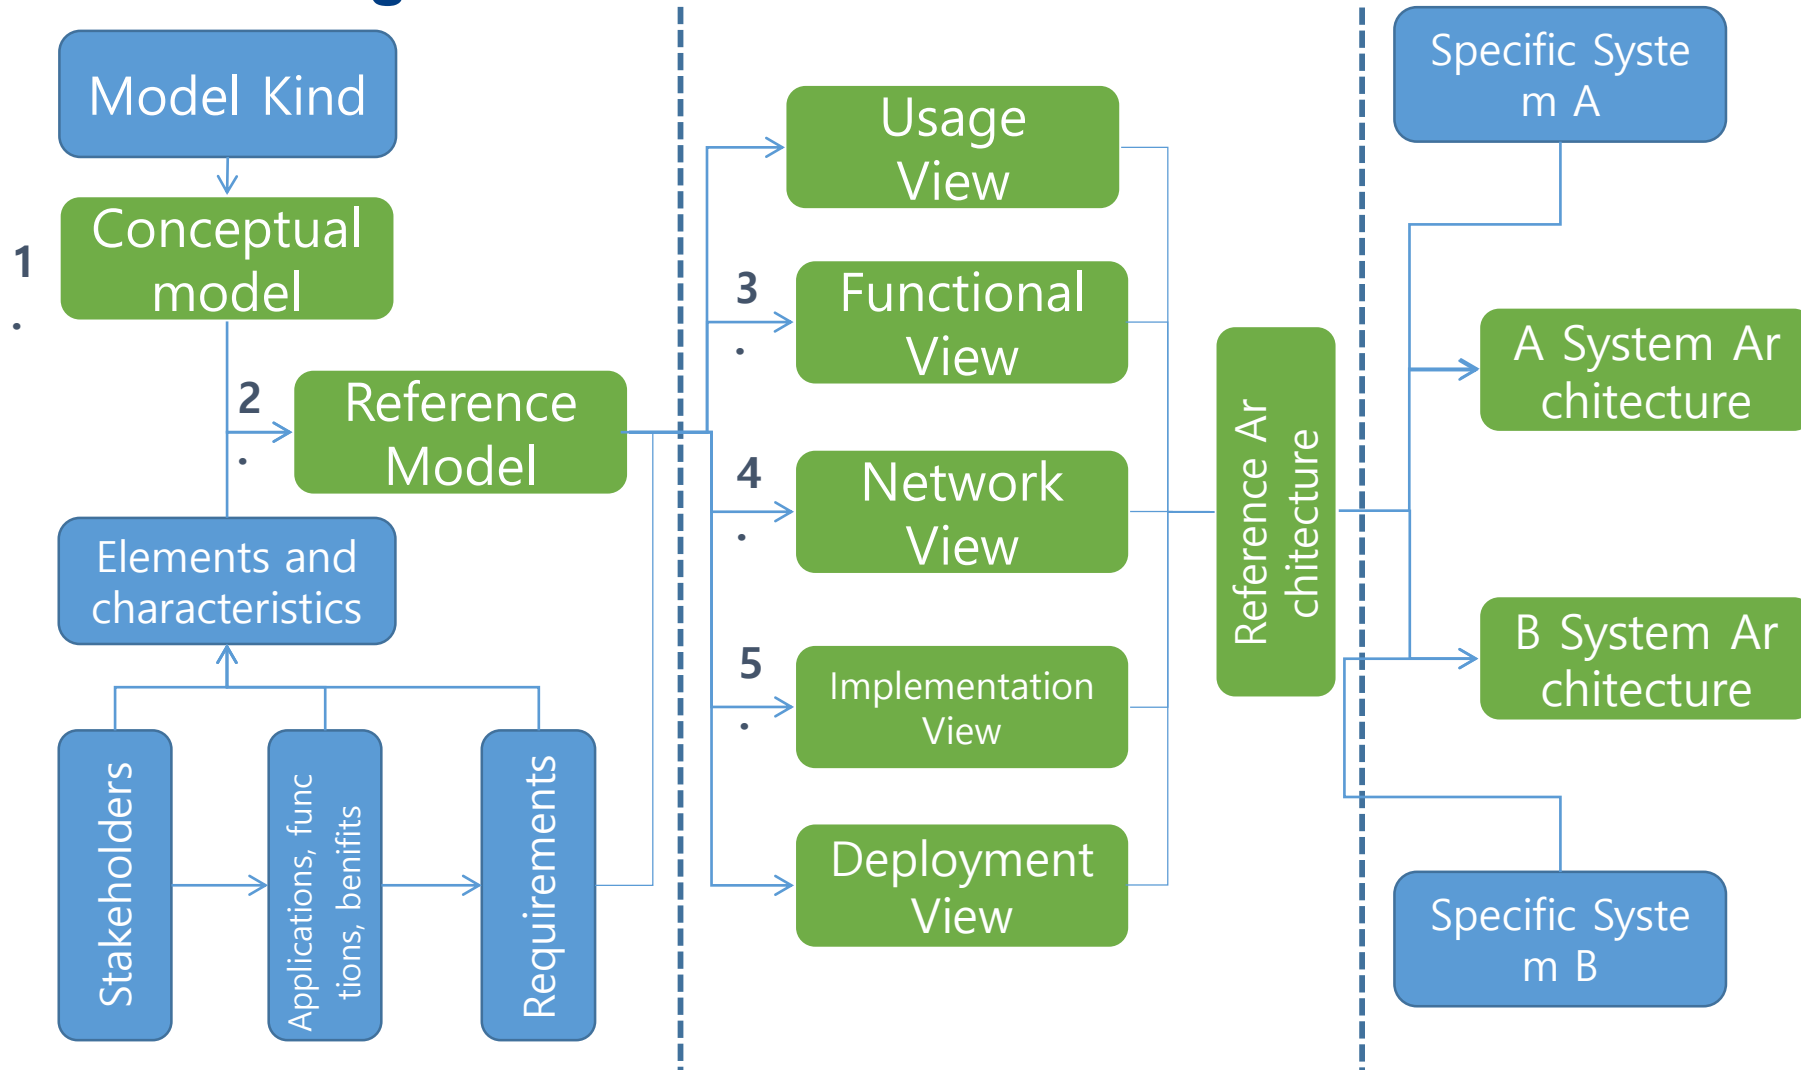 Model Kind
1
.
Conceptual
model
2
.
Reference
Model
Elements and
characteristics
Stakeholders
Applications, func
tions, benifits
Requirements
Usage
View
3
.
Functional
View
4
.
Network
View
5
.
Implementation
View
Deployment
View
Reference Ar
chitecture
Specific Syste
m A
A System Ar
chitecture
B System Ar
chitecture
Specific Syste
m B